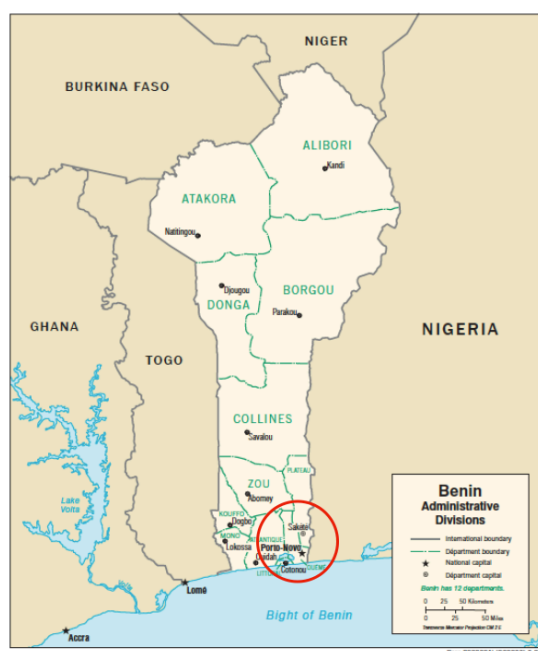 NIGER
BURKINA FASO
ALIBORI
Kandi
ATAKORA
Natitingou
Djougou
DONGA
BORGOU
Parakou
GHANA
TOGO
NIGERIA
COLLINES
Savalou
PLATEAU
ZOU
Abomey
Lake
Volta
KOUFFO
Dogbo
Sakété
MONO
ATLANTIQUE
Lokossa
Porto-Novo
Ouidah
Cotonou
OUÉMÉ
LITTORAL
Lomé
Bight of Benin
Accra
Benin
Administrative
Divisions
International boundary
Départment boundary
National capital
Départment capital
Benin has 12 departments.
0 25 50 Kilometers
0 25 50 Miles